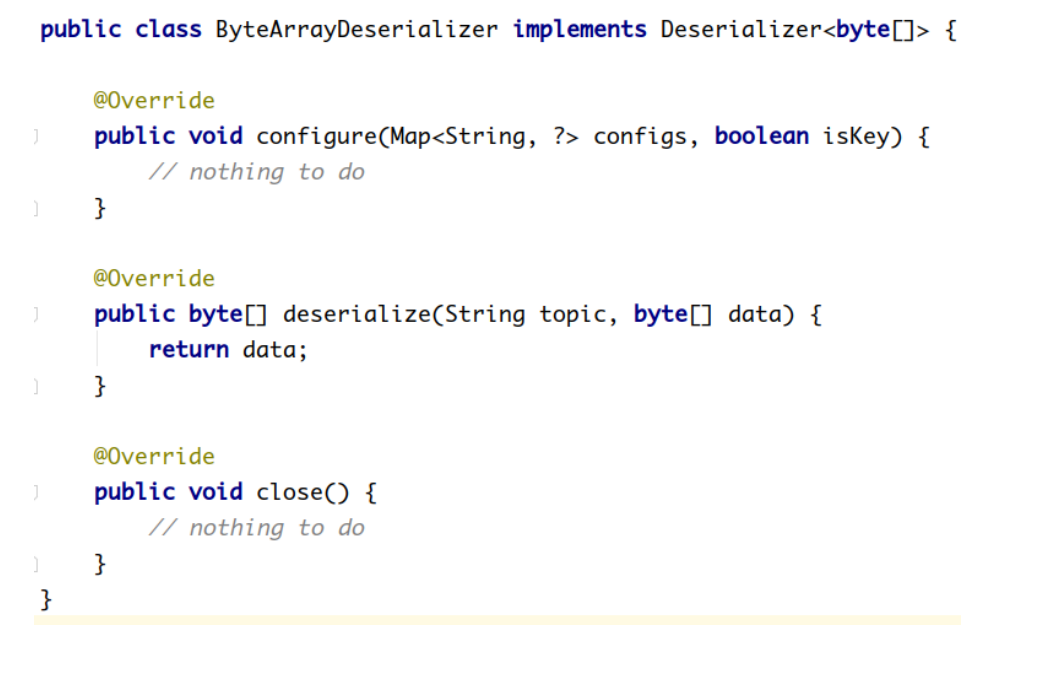 public class ByteArrayDeserializer implements Deserializer<byte[]> {
@Override
public void configure(Map<String, ?> configs, boolean isKey) {
// nothing to do
}
@Override
public byte[] deserialize(String topic, byte[] data) {
return data;
}
@Override
public void close() {
// nothing to do
}
}